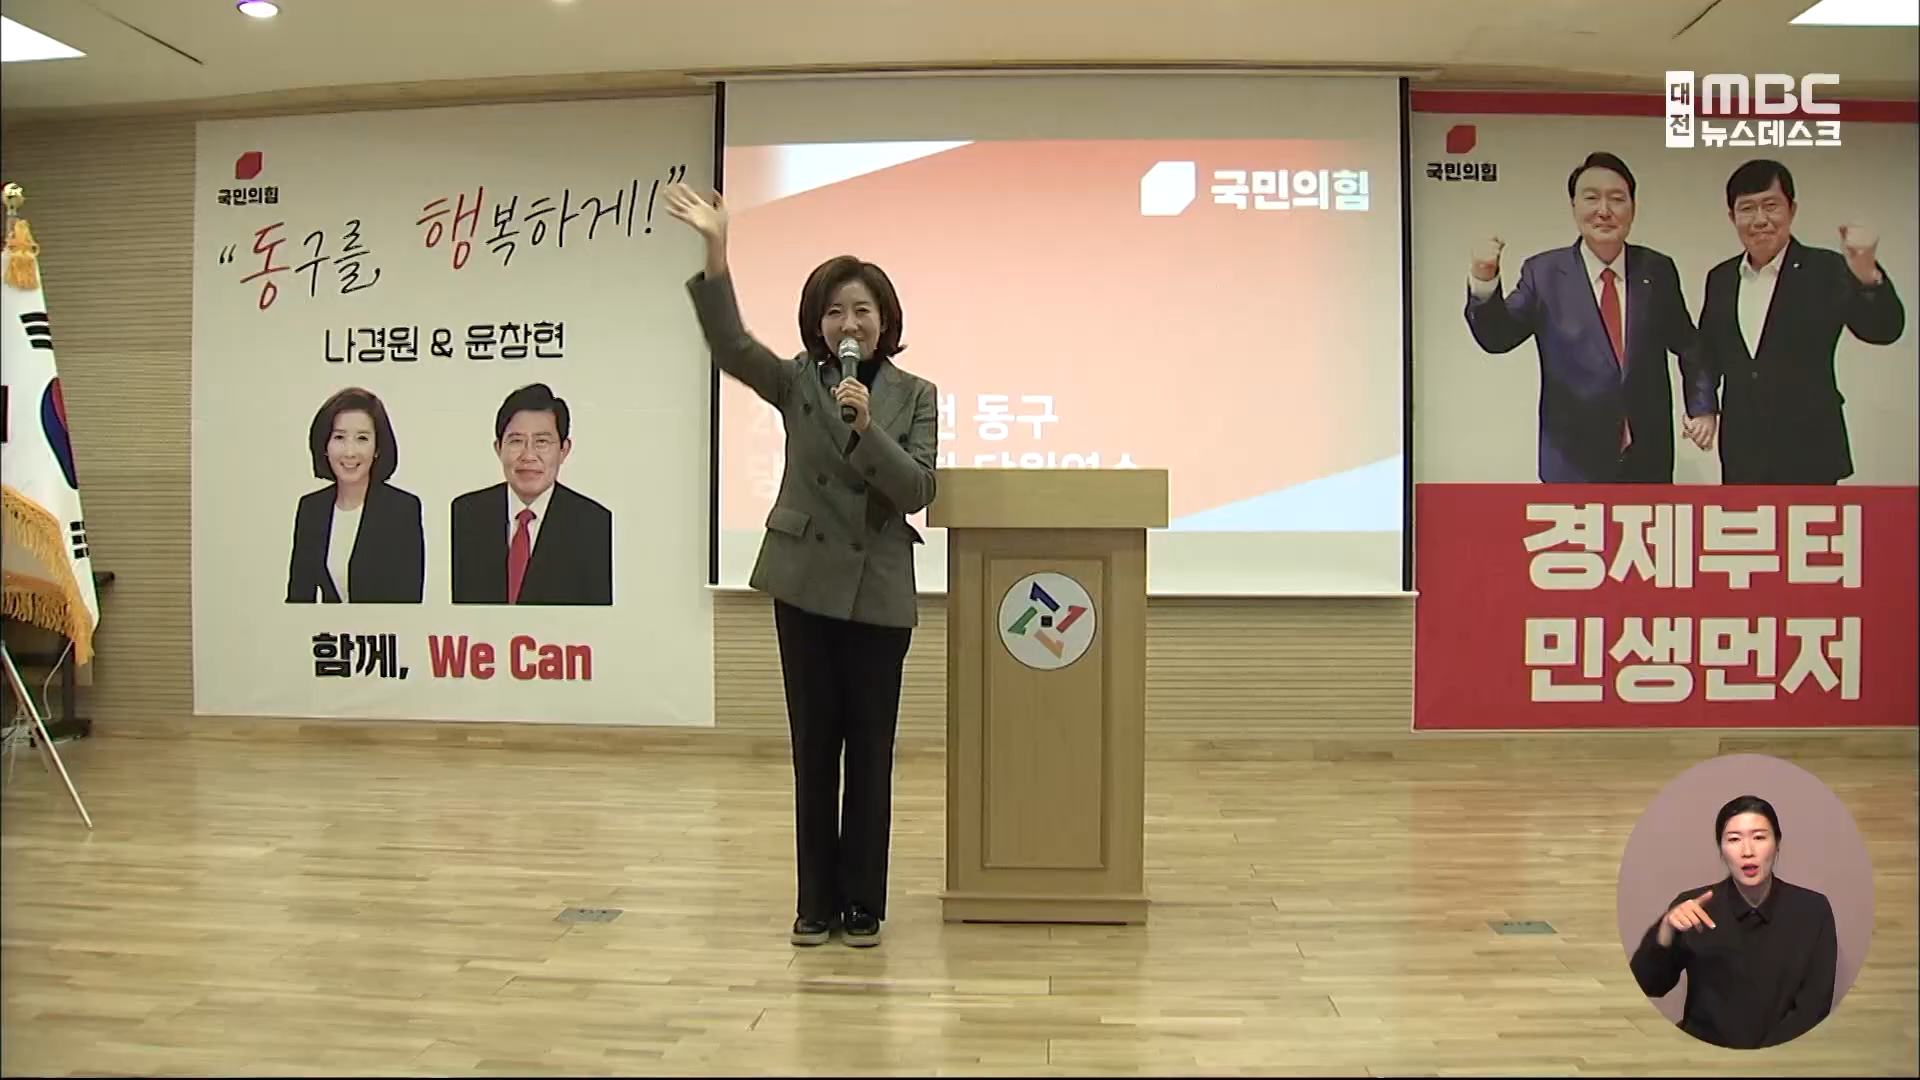 대전
MBC
뉴스데스크
국민의힘
"동구를, 행복하게!"
나경원 & 윤창현
함께, We Can
국민의힘
동구
국민의힘
경제부터
민생먼저